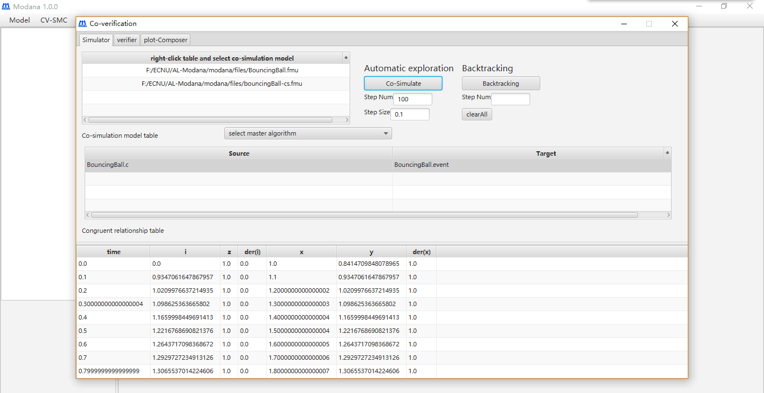 Modana 1.0.0
Model CV-SMC
Co-verification
Simulator verifier plot-Composer
right-click table and select co-simulation model
F:/ECNU/AL-Modana/modana/files/BouncingBall.fmu
F:/ECNU/AL-Modana/modana/files/bouncingBall-cs.fmu
Automatic exploration Backtracking
Co-Simulate Backtracking
Step Num 100 Step Num
Step Size 0.1 clearAll
Co-simulation model table select master algorithm
Source Target
BouncingBall.c BouncingBall.event
Congruent relationship table
time i z der(i) x y der(x)
0.0 0.0 1.0 0.0 1.0 0.8414709848078965 1.0
0.1 0.9347061647867957 1.0 0.0 1.1 0.9347061647867957 1.0
0.2 1.0209976637214935 1.0 0.0 1.2000000000000002 1.0209976637214935 1.0
0.30000000000000004 1.098625363665802 1.0 0.0 1.3000000000000003 1.098625363665802 1.0
0.4 1.1659998449691413 1.0 0.0 1.4000000000000004 1.1659998449691413 1.0
0.5 1.2216768690821376 1.0 0.0 1.5000000000000004 1.2216768690821376 1.0
0.6 1.2643717098368672 1.0 0.0 1.6000000000000005 1.2643717098368672 1.0
0.7 1.2929727234913126 1.0 0.0 1.7000000000000006 1.2929727234913126 1.0
0.7999999999999999 1.3065537014224606 1.0 0.0 1.8000000000000007 1.3065537014224606 1.0